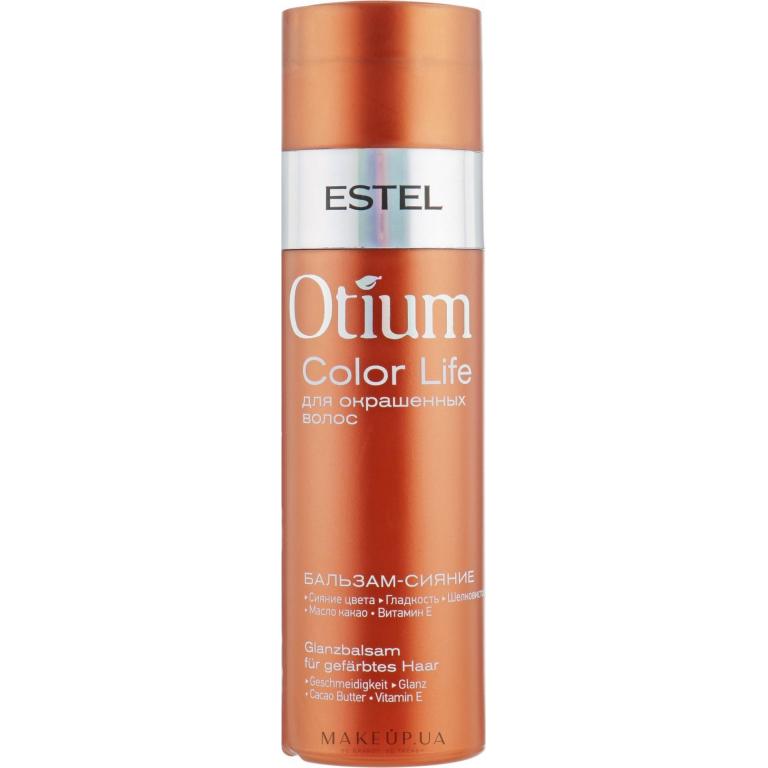 ESTEL
Otium
Color Life
для окрашенных
волос
БАЛЬЗАМ-СИЯНИЕ
▸Сияние цвета ▸ Гладкость ▸
• Масло какао • Витамин Е
Glanzbalsam
für gefärbtes Haar
▸Geschmeidigkeit ▸ Glanz
• Cacao Butter • Vitamin E
MAKEUP.UA